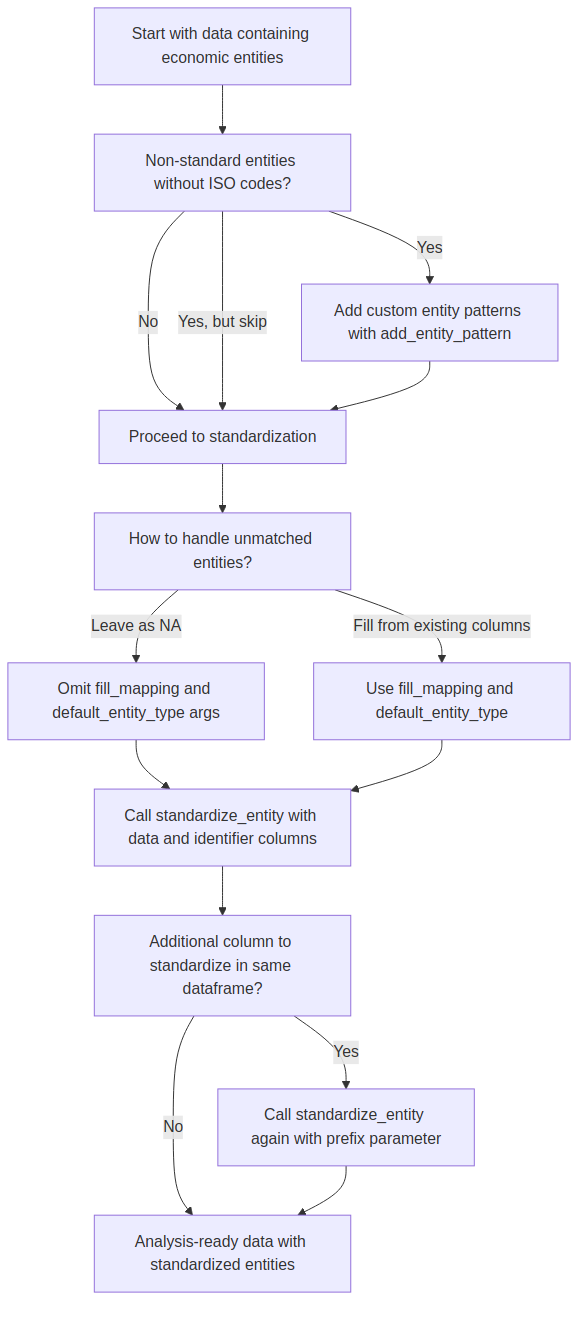 Start with data containing
economic entities
Non-standard entities
without ISO codes?
Yes
No
Yes, but skip
Add custom entity patterns
with add_entity_pattern
Proceed to standardization
How to handle unmatched
entities?
Leave as NA
Fill from existing columns
Omit fill_mapping and
default_entity_type args
Use fill_mapping and
default_entity_type
Call standardize_entity with
data and identifier columns
Additional column to
standardize in same
dataframe?
Yes
No
Call standardize_entity
again with prefix parameter
Analysis-ready data with
standardized entities